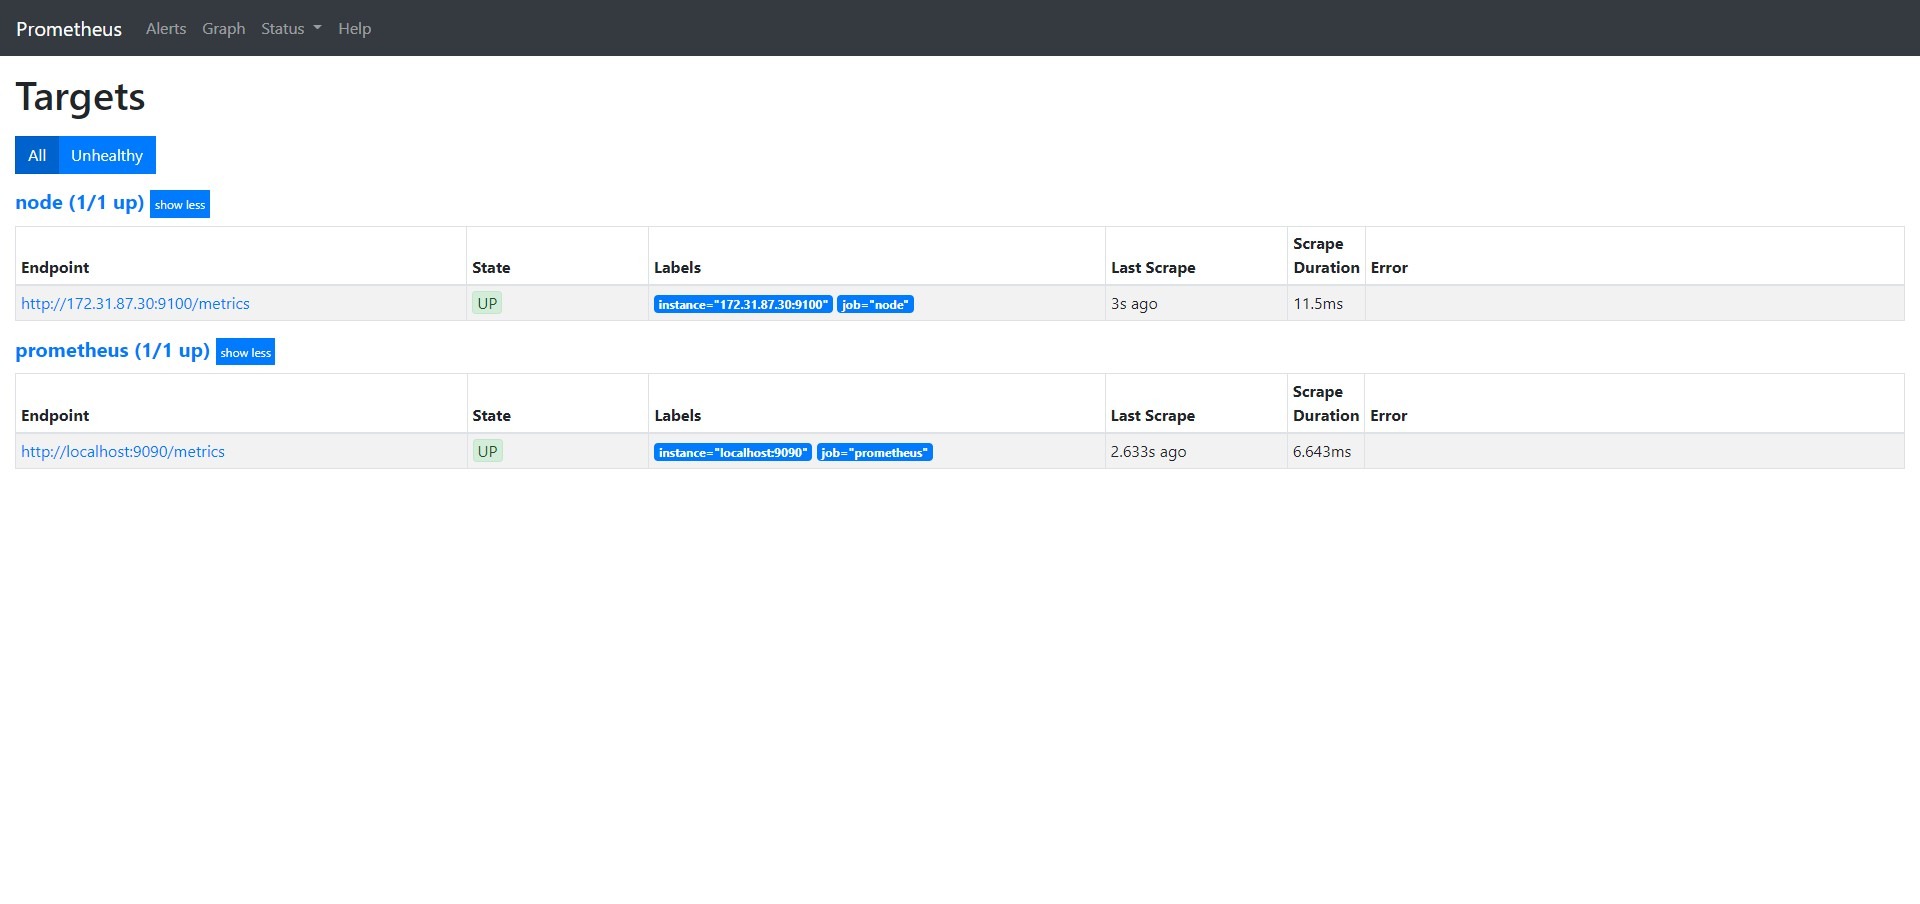 Prometheus Alerts Graph Status Help
Targets
All Unhealthy
node (1/1 up) show less
Endpoint State Labels Last Scrape Scrape Duration Error
http://172.31.87.30:9100/metrics UP instance="172.31.87.30:9100" job="node" 3s ago 11.5ms
prometheus (1/1 up) show less
Endpoint State Labels Last Scrape Scrape Duration Error
http://localhost:9090/metrics UP instance="localhost:9090" job="prometheus" 2.633s ago 6.643ms